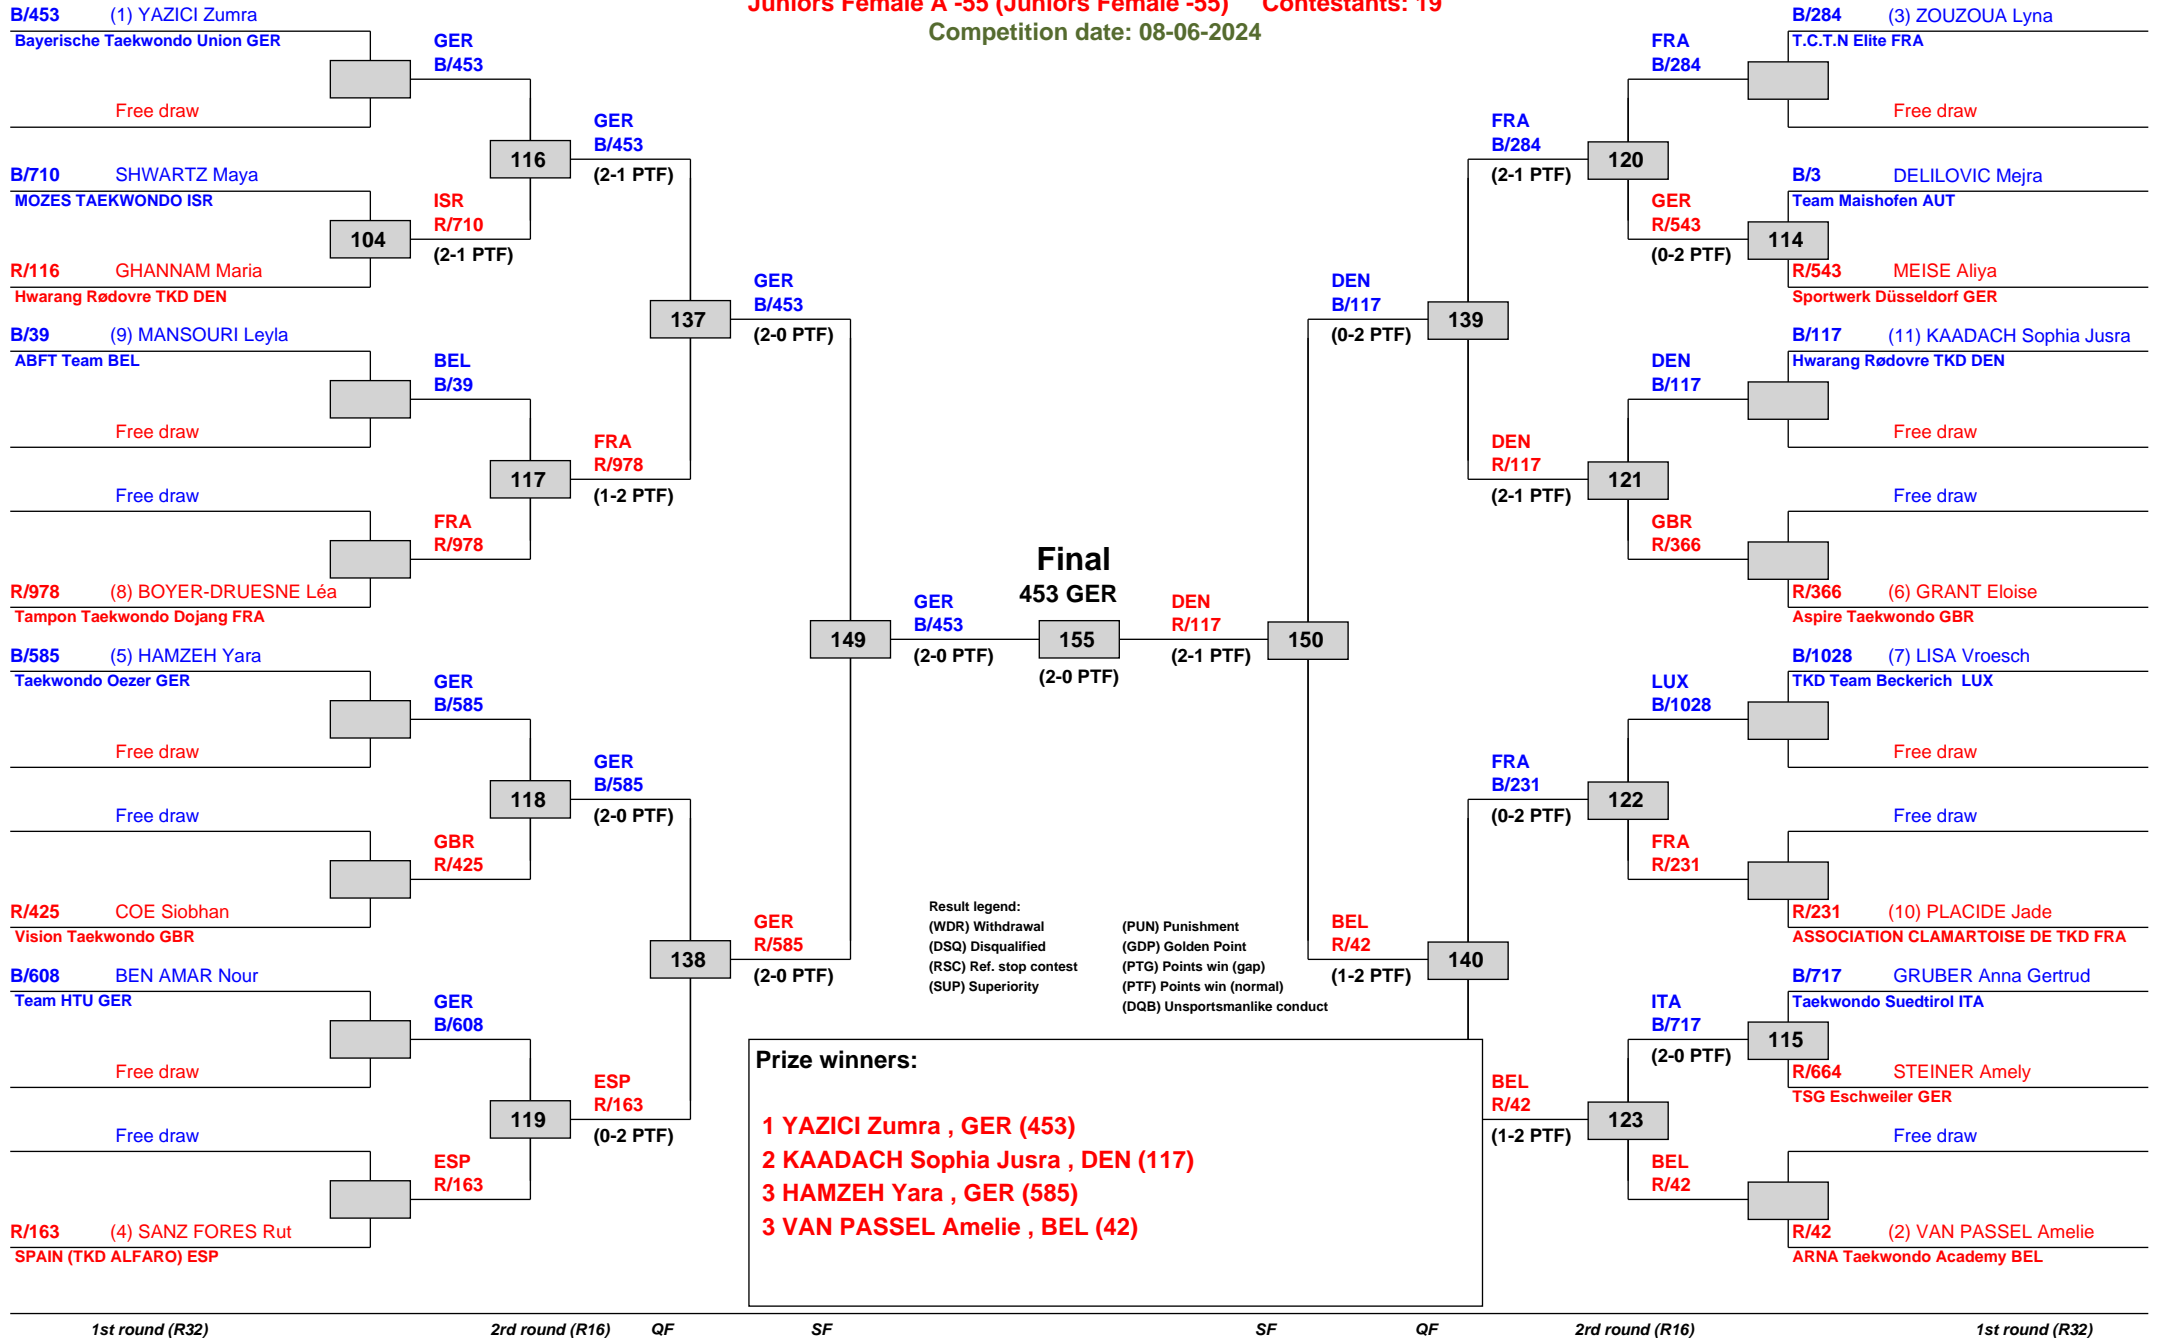 Juniors Female A -55 (Juniors Female -55) Contestants: 19
Competition date: 08-06-2024
B/453 (1) YAZICI Zumra
Bayerische Taekwondo Union GER
Free draw
B/710 SHWARTZ Maya
MOZES TAEKWONDO ISR
104
R/116 GHANNAM Maria
Hwarang Rødovre TKD DEN
B/39 (9) MANSOURI Leyla
ABFT Team BEL
Free draw
Free draw
R/978 (8) BOYER-DRUESNE Léa
Tampon Taekwondo Dojang FRA
B/585 (5) HAMZEH Yara
Taekwondo Oezer GER
Free draw
Free draw
R/425 COE Siobhan
Vision Taekwondo GBR
B/608 BEN AMAR Nour
Team HTU GER
Free draw
Free draw
R/163 (4) SANZ FORES Rut
SPAIN (TKD ALFARO) ESP
GER
B/453
116
ISR
R/710
(2-1 PTF)
BEL
B/39
117
FRA
R/978
GER
B/585
118
GBR
R/425
GER
B/608
119
ESP
R/163
GER
B/453
(2-1 PTF)
137
FRA
R/978
(1-2 PTF)
GER
B/585
(2-0 PTF)
138
ESP
R/163
(0-2 PTF)
GER
B/453
(2-0 PTF)
149
GER
R/585
(2-0 PTF)
GER
B/453
(2-0 PTF)
Final
453 GER
155
(2-0 PTF)
DEN
R/117
(2-1 PTF)
150
DEN
B/117
(0-2 PTF)
139
BEL
R/42
(1-2 PTF)
140
FRA
B/284
(2-1 PTF)
120
DEN
R/117
(2-1 PTF)
121
FRA
B/231
(0-2 PTF)
122
BEL
R/42
(1-2 PTF)
123
FRA
B/284
GER
R/543
(0-2 PTF)
DEN
B/117
GBR
R/366
LUX
B/1028
FRA
R/231
ITA
B/717
(2-0 PTF)
BEL
R/42
B/284 (3) ZOUZOUA Lyna
T.C.T.N Elite FRA
Free draw
B/3 DELILOVIC Mejra
Team Maishofen AUT
114
R/543 MEISE Aliya
Sportwerk Düsseldorf GER
B/117 (11) KAADACH Sophia Jusra
Hwarang Rødovre TKD DEN
Free draw
Free draw
R/366 (6) GRANT Eloise
Aspire Taekwondo GBR
B/1028 (7) LISA Vroesch
TKD Team Beckerich LUX
Free draw
Free draw
R/231 (10) PLACIDE Jade
ASSOCIATION CLAMARTOISE DE TKD FRA
B/717 GRUBER Anna Gertrud
Taekwondo Suedtirol ITA
115
R/664 STEINER Amely
TSG Eschweiler GER
Free draw
R/42 (2) VAN PASSEL Amelie
ARNA Taekwondo Academy BEL
Result legend:
(WDR) Withdrawal (PUN) Punishment
(DSQ) Disqualified (GDP) Golden Point
(RSC) Ref. stop contest (PTG) Points win (gap)
(SUP) Superiority (PTF) Points win (normal)
(DQB) Unsportsmanlike conduct
Prize winners:
1 YAZICI Zumra , GER (453)
2 KAADACH Sophia Jusra , DEN (117)
3 HAMZEH Yara , GER (585)
3 VAN PASSEL Amelie , BEL (42)
1st round (R32) 2rd round (R16) QF SF SF QF 2rd round (R16) 1st round (R32)